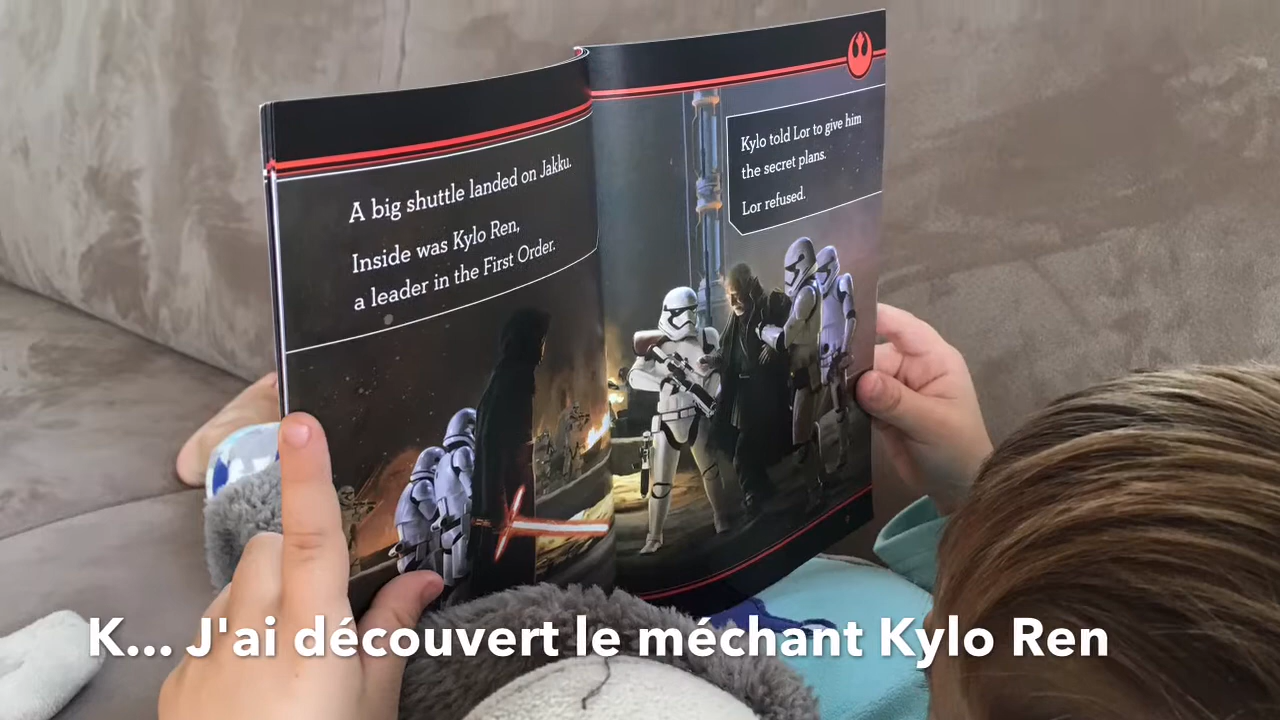 A big shuttle landed on Jakku.
Inside was Kylo Ren,
a leader in the First Order.
Kylo told Lor to give him
the secret plans.
Lor refused.
K... J'ai découvert le méchant Kylo Ren